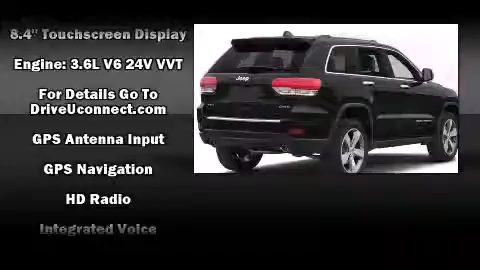 8.4" Touchscreen Display
Engine: 3.6L V6 24V VVT
For Details Go To
DriveUconnect.com
GPS Antenna Input
GPS Navigation
HD Radio
Integrated Voice
Jeep